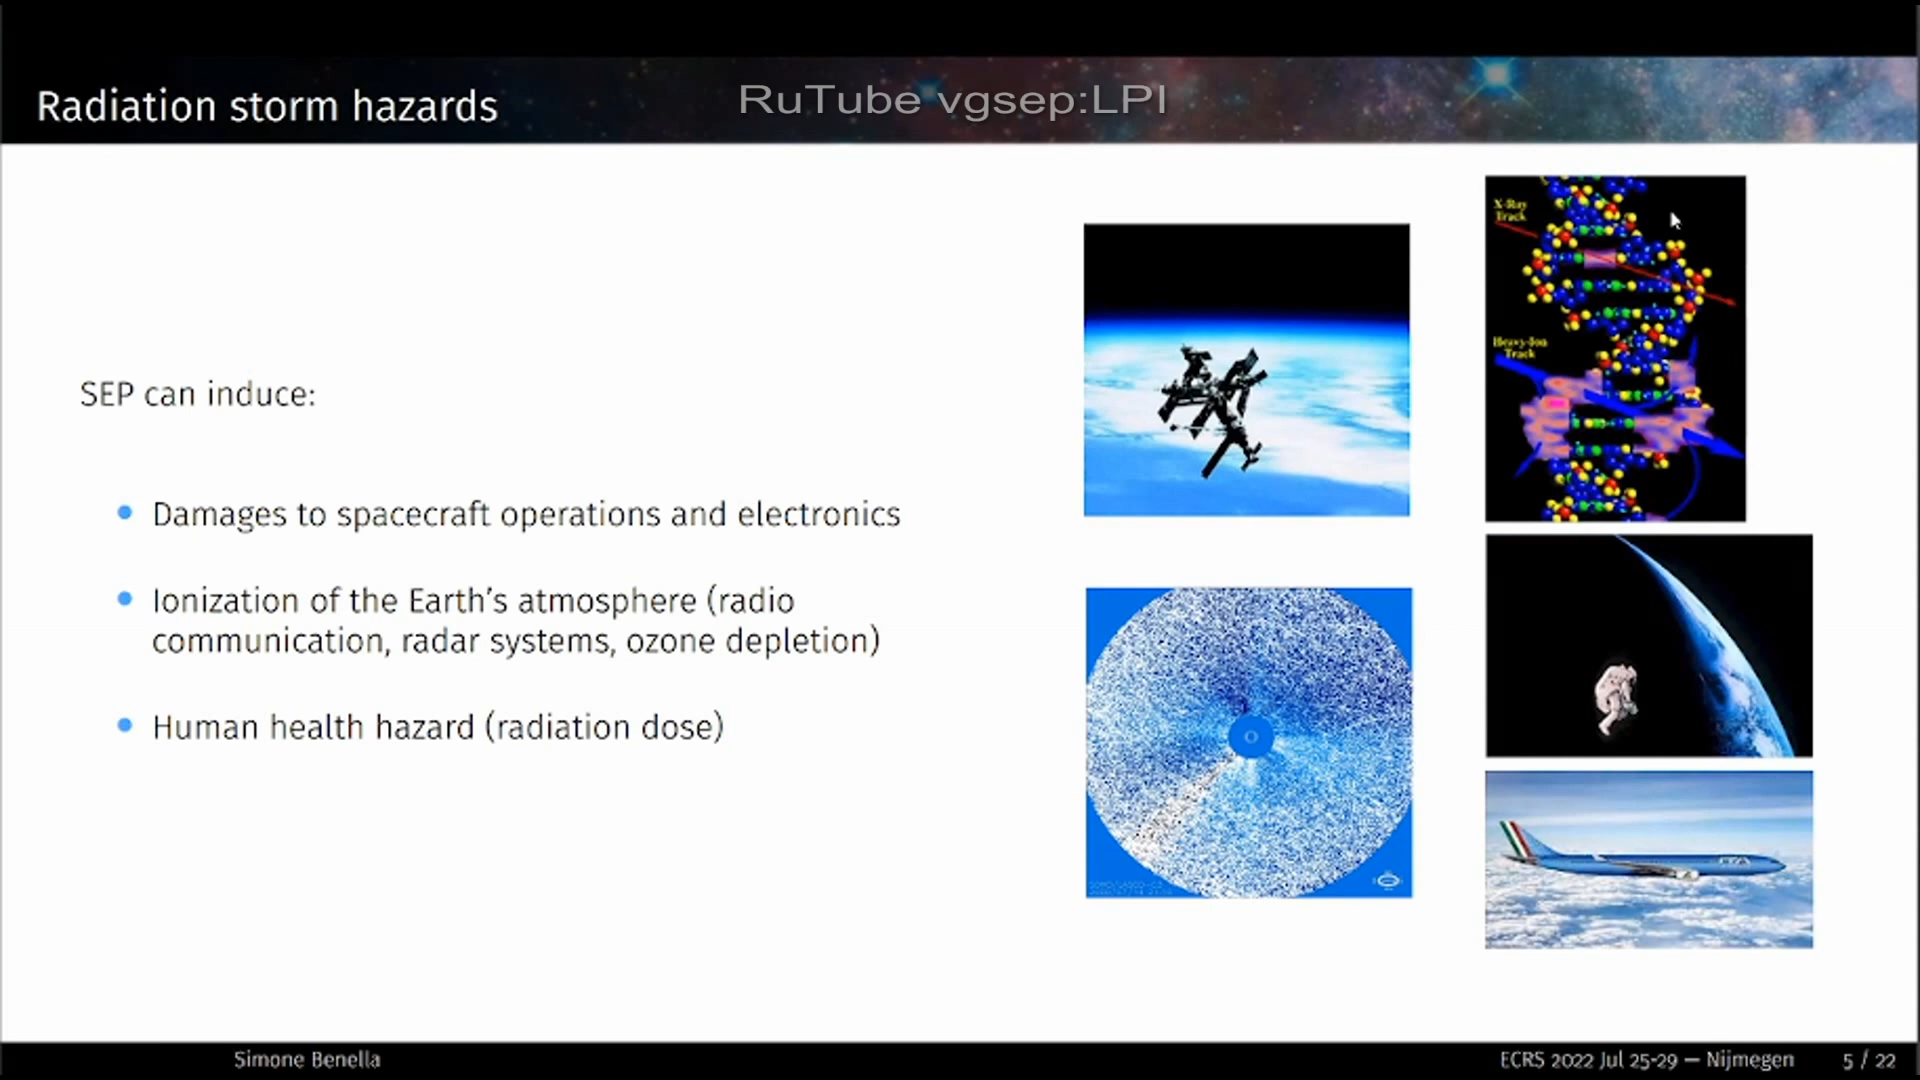 Radiation storm hazards
RuTube vgsep:LPI
SEP can induce:
Damages to spacecraft operations and electronics
Ionization of the Earth's atmosphere (radio
communication, radar systems, ozone depletion)
Human health hazard (radiation dose)
X-Ray
Track
Heavy-Ion
Track
Simone Benella
ECRS 2022 Jul 25-29 — Nijmegen
5 / 22